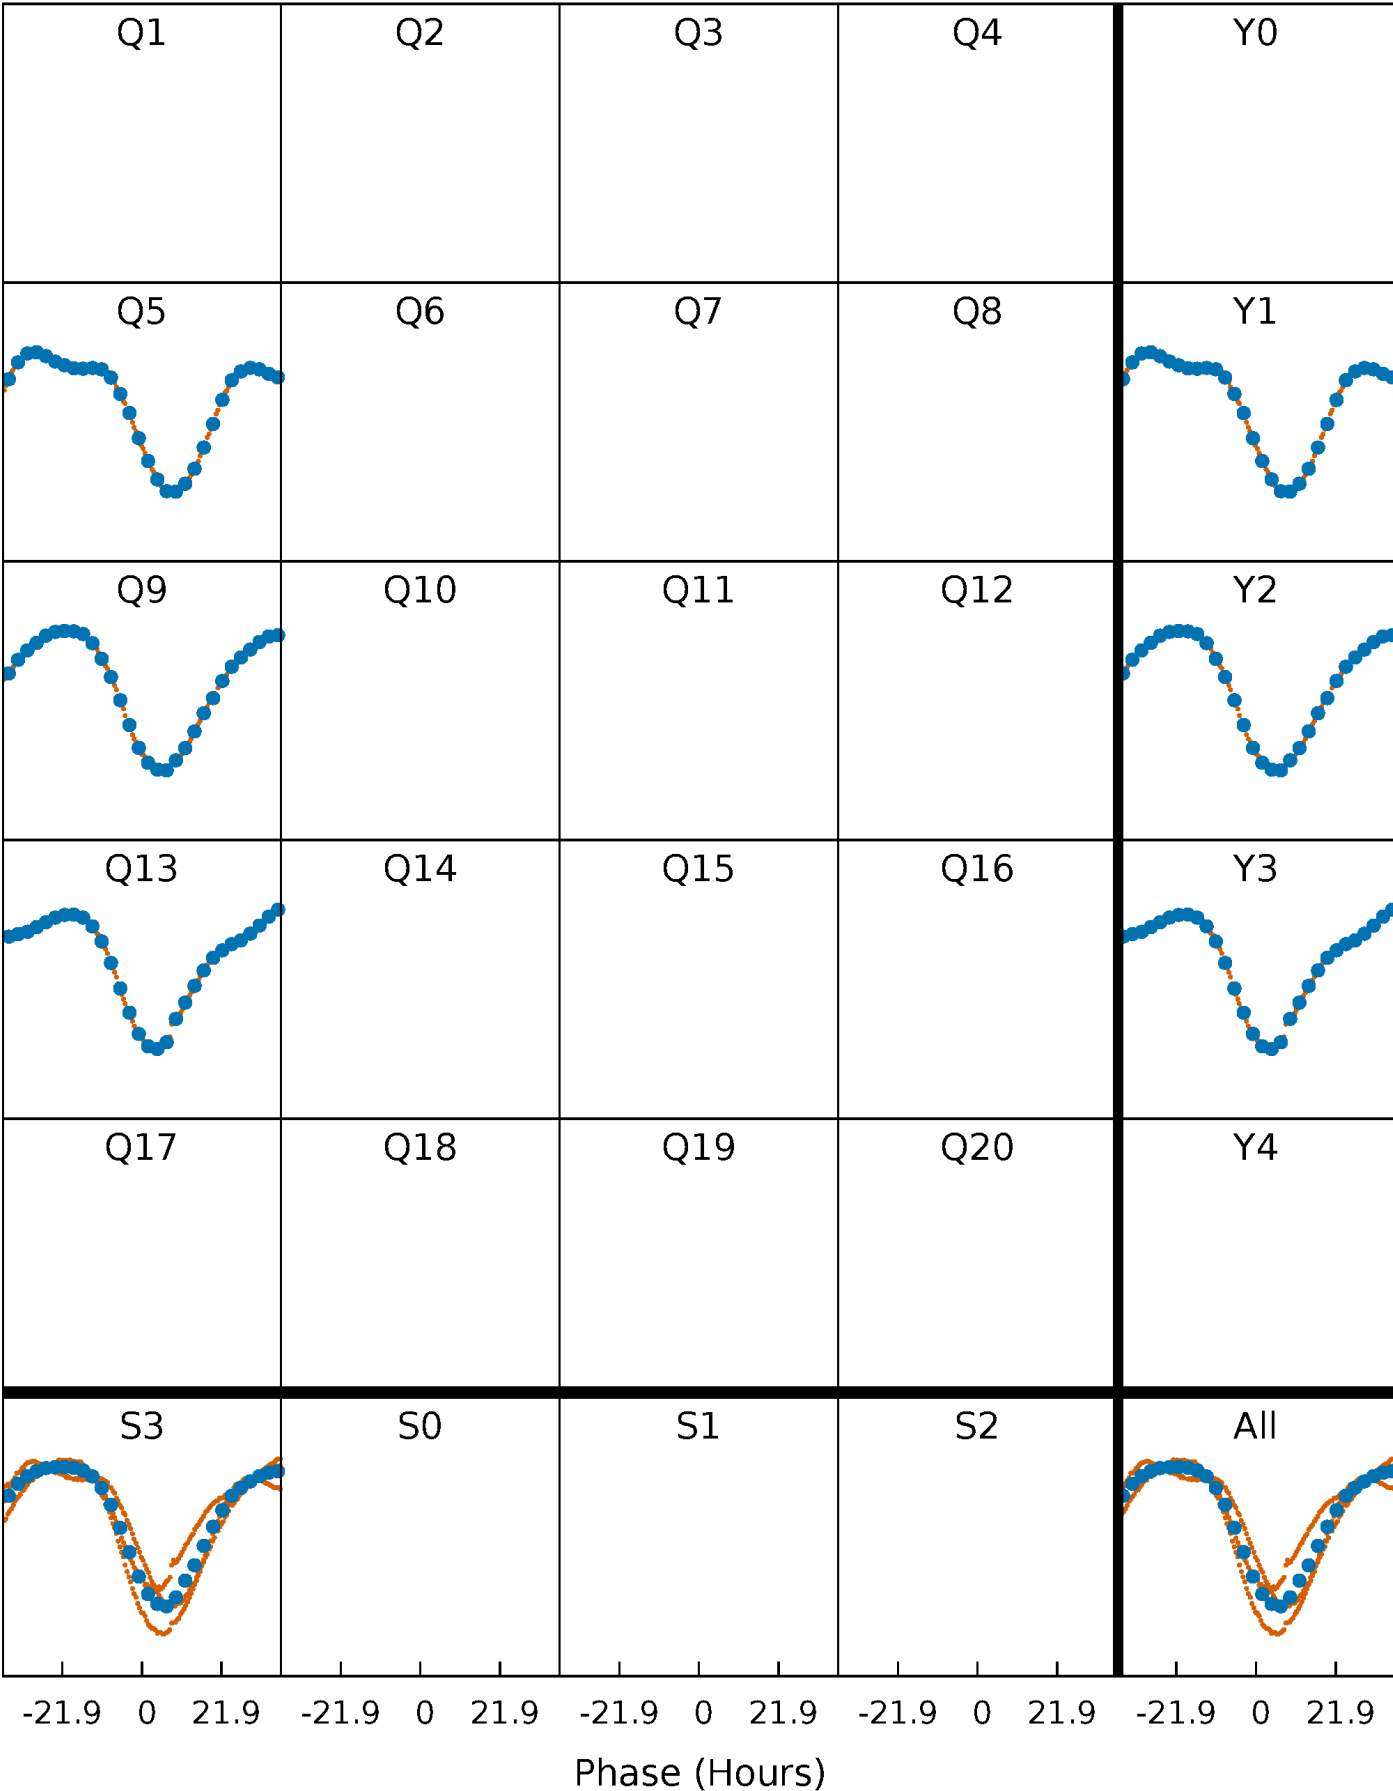 Q1 Q2 Q3 Q4 Y0
Q5 Q6 Q7 Q8 Y1
Q9 Q10 Q11 Q12 Y2
Q13 Q14 Q15 Q16 Y3
Q17 Q18 Q19 Q20 Y4
S3 S0 S1 S2 All
-21.9 0 21.9 -21.9 0 21.9 -21.9 0 21.9 -21.9 0 21.9 -21.9 0 21.9
Phase (Hours)